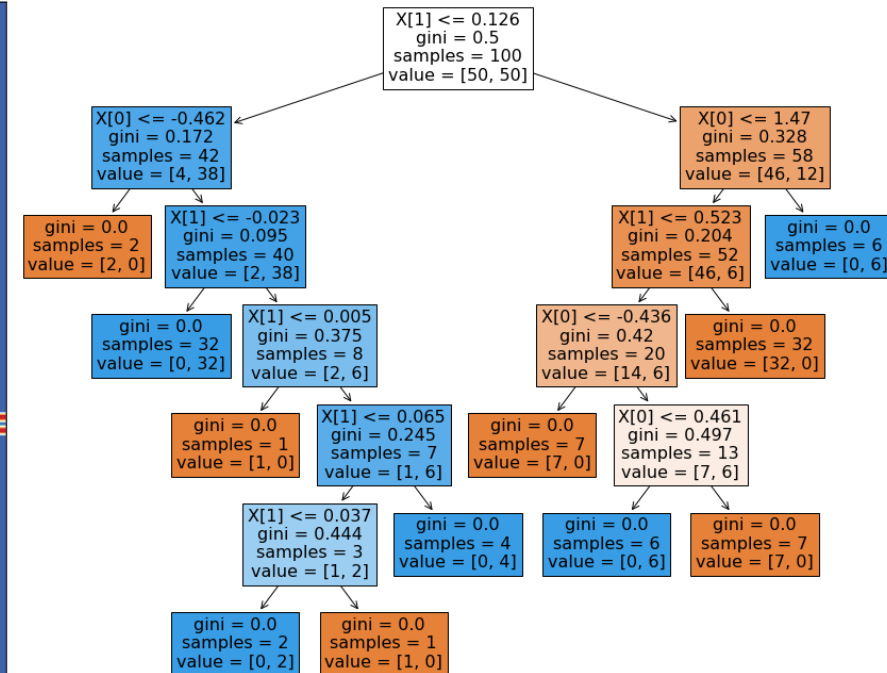 X[1] <= 0.126
gini = 0.5
samples = 100
value = [50, 50]
X[0] <= -0.462
gini = 0.172
samples = 42
value = [4, 38]
X[0] <= 1.47
gini = 0.328
samples = 58
value = [46, 12]
gini = 0.0
samples = 2
value = [2, 0]
X[1] <= -0.023
gini = 0.095
samples = 40
value = [2, 38]
X[1] <= 0.523
gini = 0.204
samples = 52
value = [46, 6]
gini = 0.0
samples = 6
value = [0, 6]
gini = 0.0
samples = 32
value = [0, 32]
X[1] <= 0.005
gini = 0.375
samples = 8
value = [2, 6]
X[0] <= -0.436
gini = 0.42
samples = 20
value = [14, 6]
gini = 0.0
samples = 32
value = [32, 0]
gini = 0.0
samples = 1
value = [1, 0]
X[1] <= 0.065
gini = 0.245
samples = 7
value = [1, 6]
gini = 0.0
samples = 7
value = [7, 0]
X[0] <= 0.461
gini = 0.497
samples = 13
value = [7, 6]
X[1] <= 0.037
gini = 0.444
samples = 3
value = [1, 2]
gini = 0.0
samples = 4
value = [0, 4]
gini = 0.0
samples = 6
value = [0, 6]
gini = 0.0
samples = 7
value = [7, 0]
gini = 0.0
samples = 2
value = [0, 2]
gini = 0.0
samples = 1
value = [1, 0]